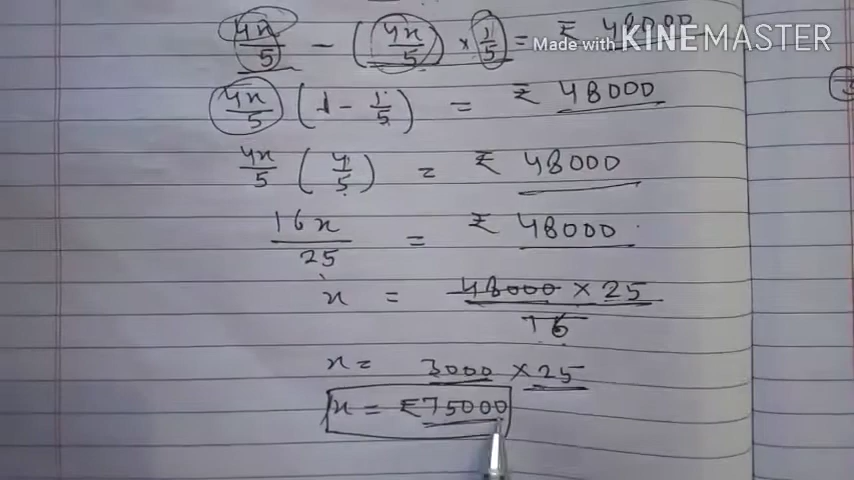 4x/5 - (4x/5) × 1/5 = ₹ 48000
Made with KINEMASTER
4x/5 (1 - 1/5) = ₹ 48000
4x/5 (4/5) = ₹ 48000
16x/25 = ₹ 48000
x = 48000 × 25/16
x = 3000 × 25
x = ₹75000